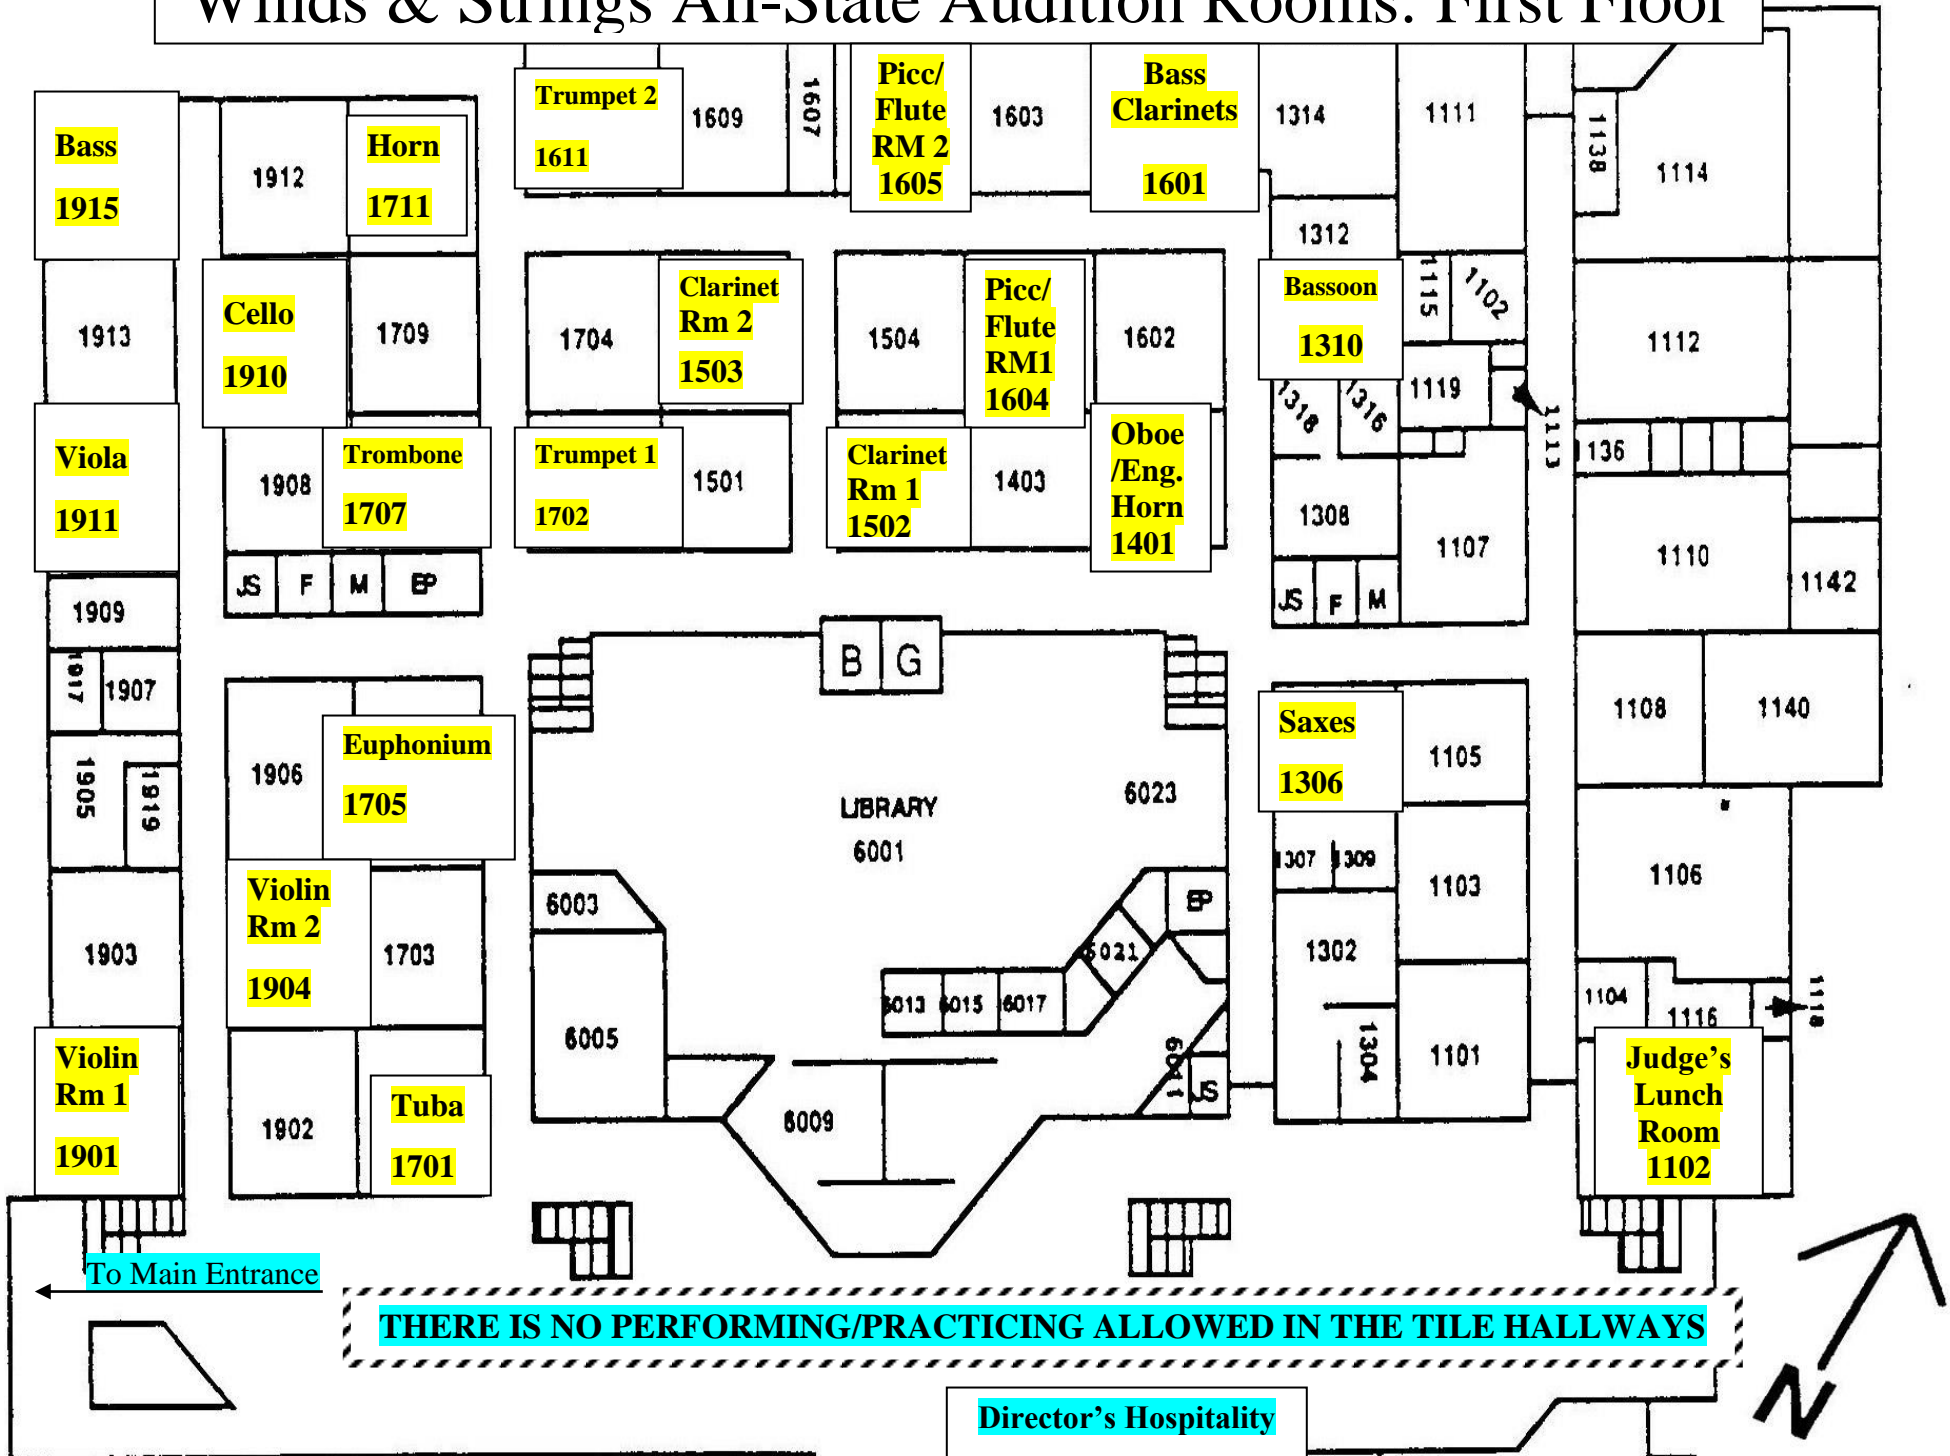 Winds & Strings All-State Audition Rooms: First Floor
Bass
1915
1912
Horn
1711
Trumpet 2
1611
1609
1607
Picc/
Flute
RM 2
1605
1603
Bass
Clarinets
1601
1314
1111
1138
1114
1312
1913
Cello
1910
1709
1704
Clarinet
Rm 2
1503
1504
Picc/
Flute
RM1
1604
1602
Bassoon
1310
1115
1102
1112
1318
1316
1119
1113
Viola
1911
1908
Trombone
1707
Trumpet 1
1702
1501
Clarinet
Rm 1
1502
1403
Oboe
/Eng.
Horn
1401
1308
1107
136
1110
1142
JS
F
M
EP
JS
F
M
1909
1917
1907
B
G
1108
1140
1905
1919
1906
Euphonium
1705
LIBRARY
6001
6023
Saxes
1306
1105
1307
1309
1103
1106
1903
Violin
Rm 2
1904
1703
6003
6005
6013
6015
6017
6021
EP
1302
1304
1101
1104
1116
1118
Violin
Rm 1
1901
1902
Tuba
1701
6009
6011
JS
Judge’s
Lunch
Room
1102
To Main Entrance
THERE IS NO PERFORMING/PRACTICING ALLOWED IN THE TILE HALLWAYS
Director’s Hospitality
N